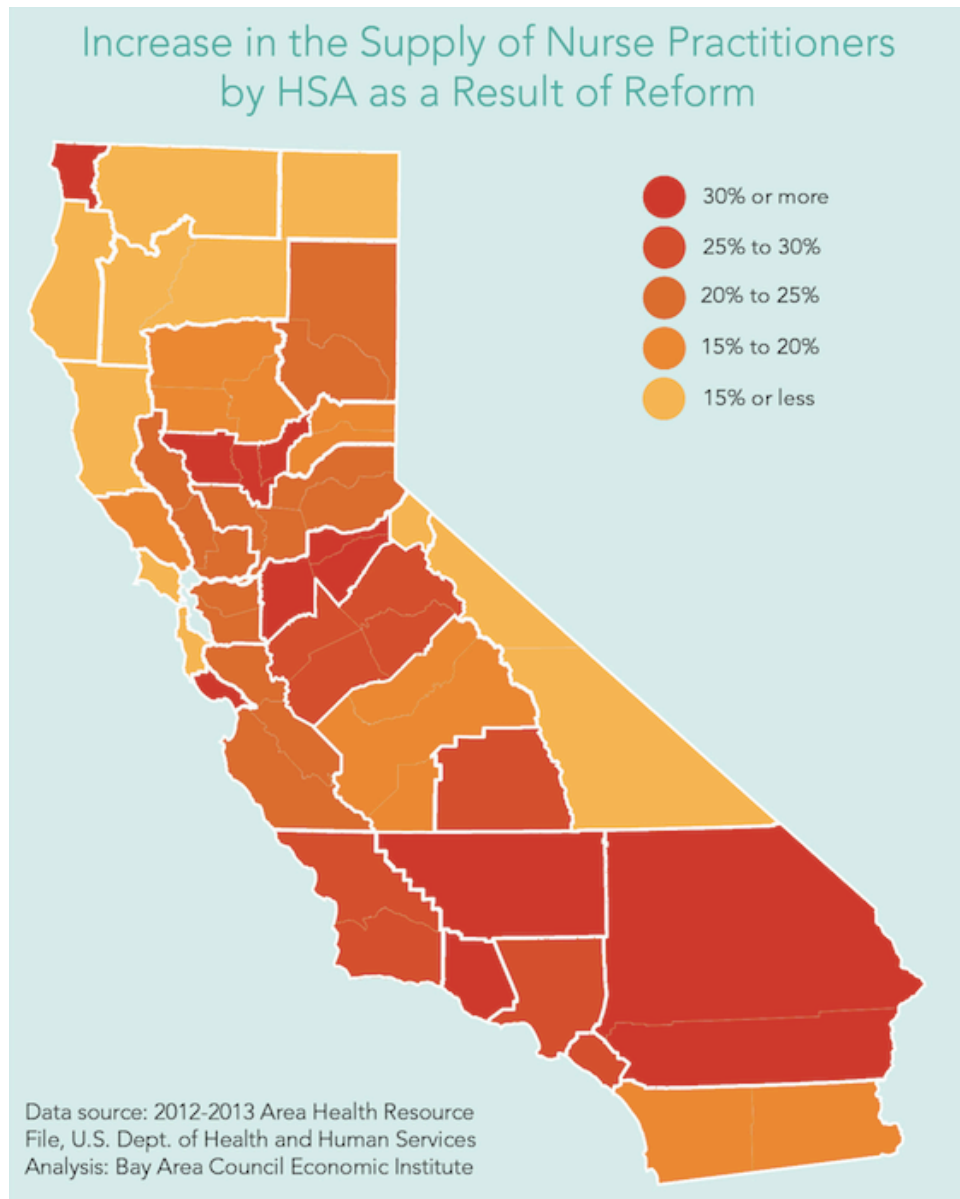 Increase in the Supply of Nurse Practitioners
by HSA as a Result of Reform
30% or more
25% to 30%
20% to 25%
15% to 20%
15% or less
Data source: 2012-2013 Area Health Resource
File, U.S. Dept. of Health and Human Services
Analysis: Bay Area Council Economic Institute